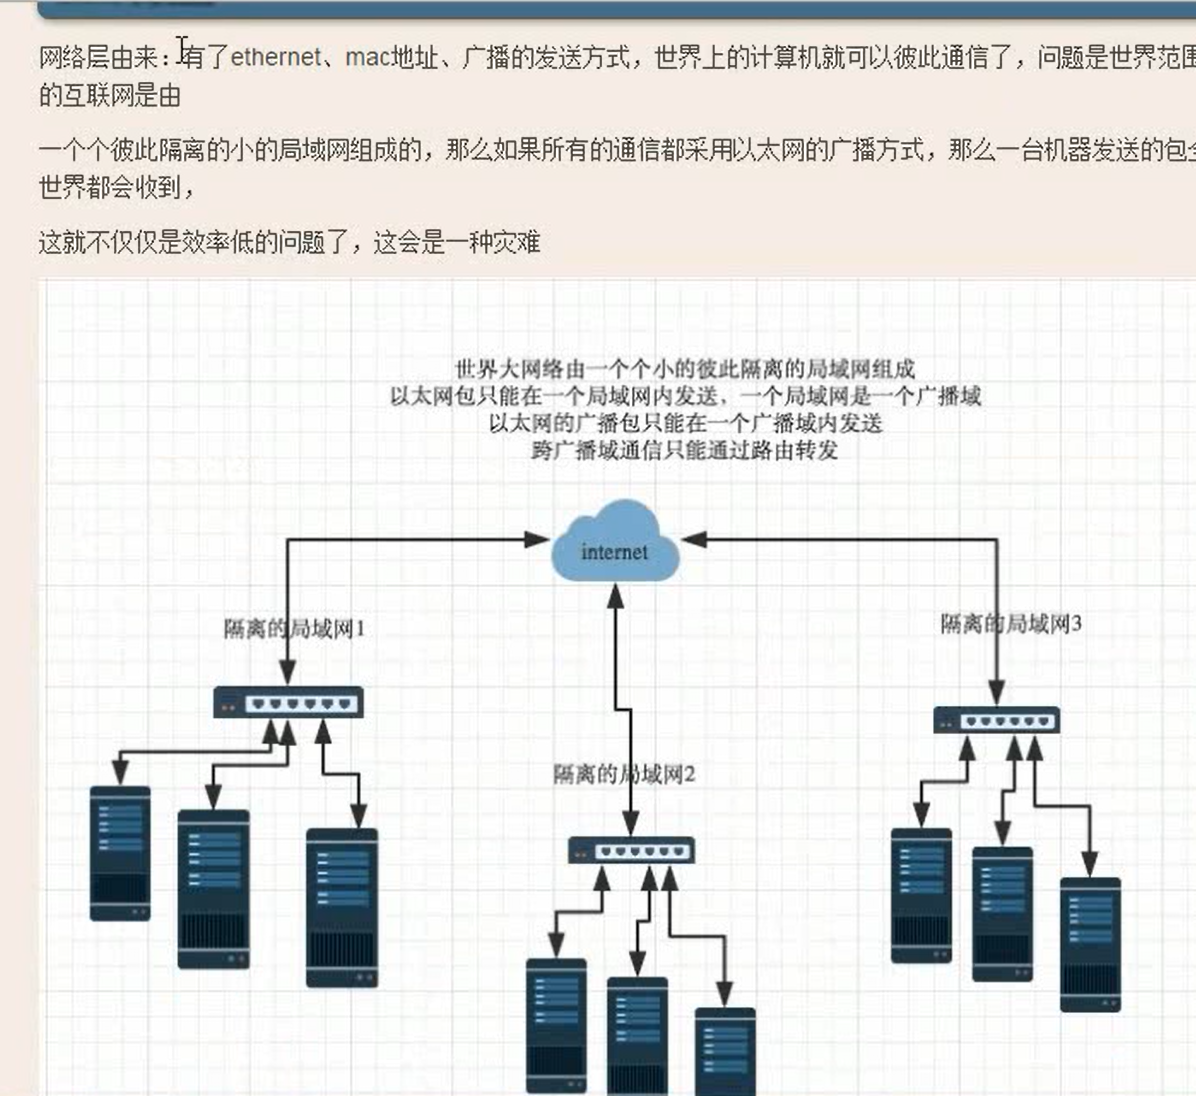 网络层由来：有了ethernet、mac地址、广播的发送方式，世界上的计算机就可以彼此通信了，问题是世界范围
的互联网是由
一个个彼此隔离的小的局域网组成的，那么如果所有的通信都采用以太网的广播方式，那么一台机器发送的包全
世界都会收到，
这就不仅仅是效率低的问题了，这会是一种灾难
世界大网络由一个个小的彼此隔离的局域网组成
以太网包只能在一个局域网内发送，一个局域网是一个广播域
以太网的广播包只能在一个广播域内发送
跨广播域通信只能通过路由转发
internet
隔离的局域网1
隔离的局域网3
隔离的局域网2